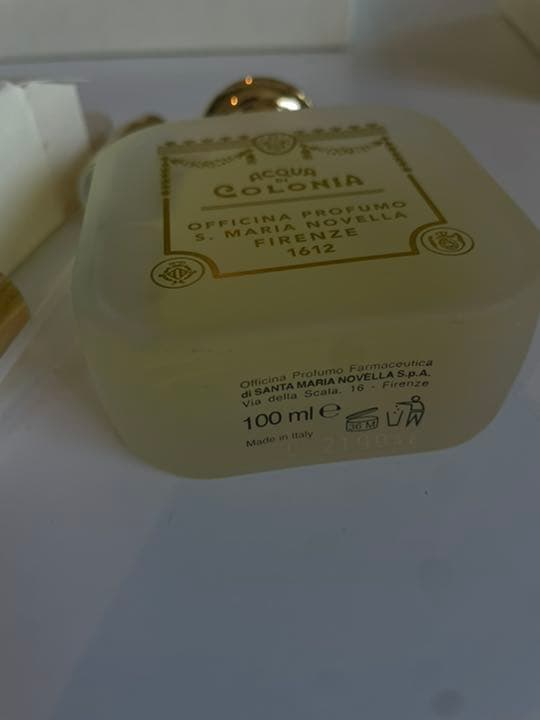 ACQUA
DI
COLONIA
OFFICINA PROFUMO
S. MARIA NOVELLA
FIRENZE
1612
Officina Profumo Farmaceutica
di SANTA MARIA NOVELLA S.p.A.
Via della Scala, 16 - Firenze
100 ml e
36 M
Made in Italy